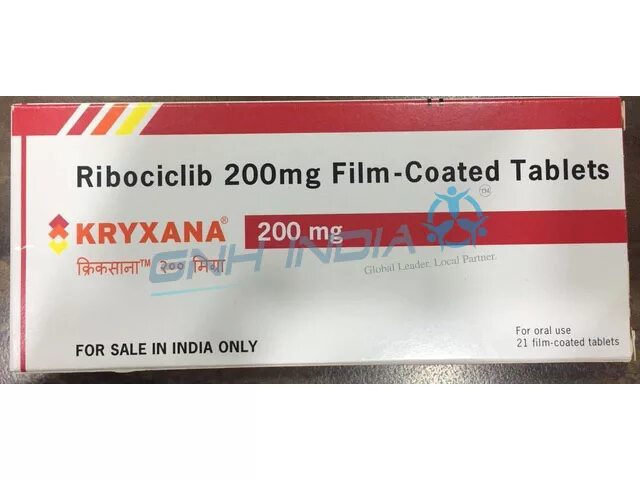 Ribociclib 200mg Film-Coated Tablets
KRYXANA® 200 mg
क्रिकसाना™ २०० मिग्रा
GNH INDIA ™
Global Leader. Local Partner.
For oral use
FOR SALE IN INDIA ONLY
21 film-coated tablets